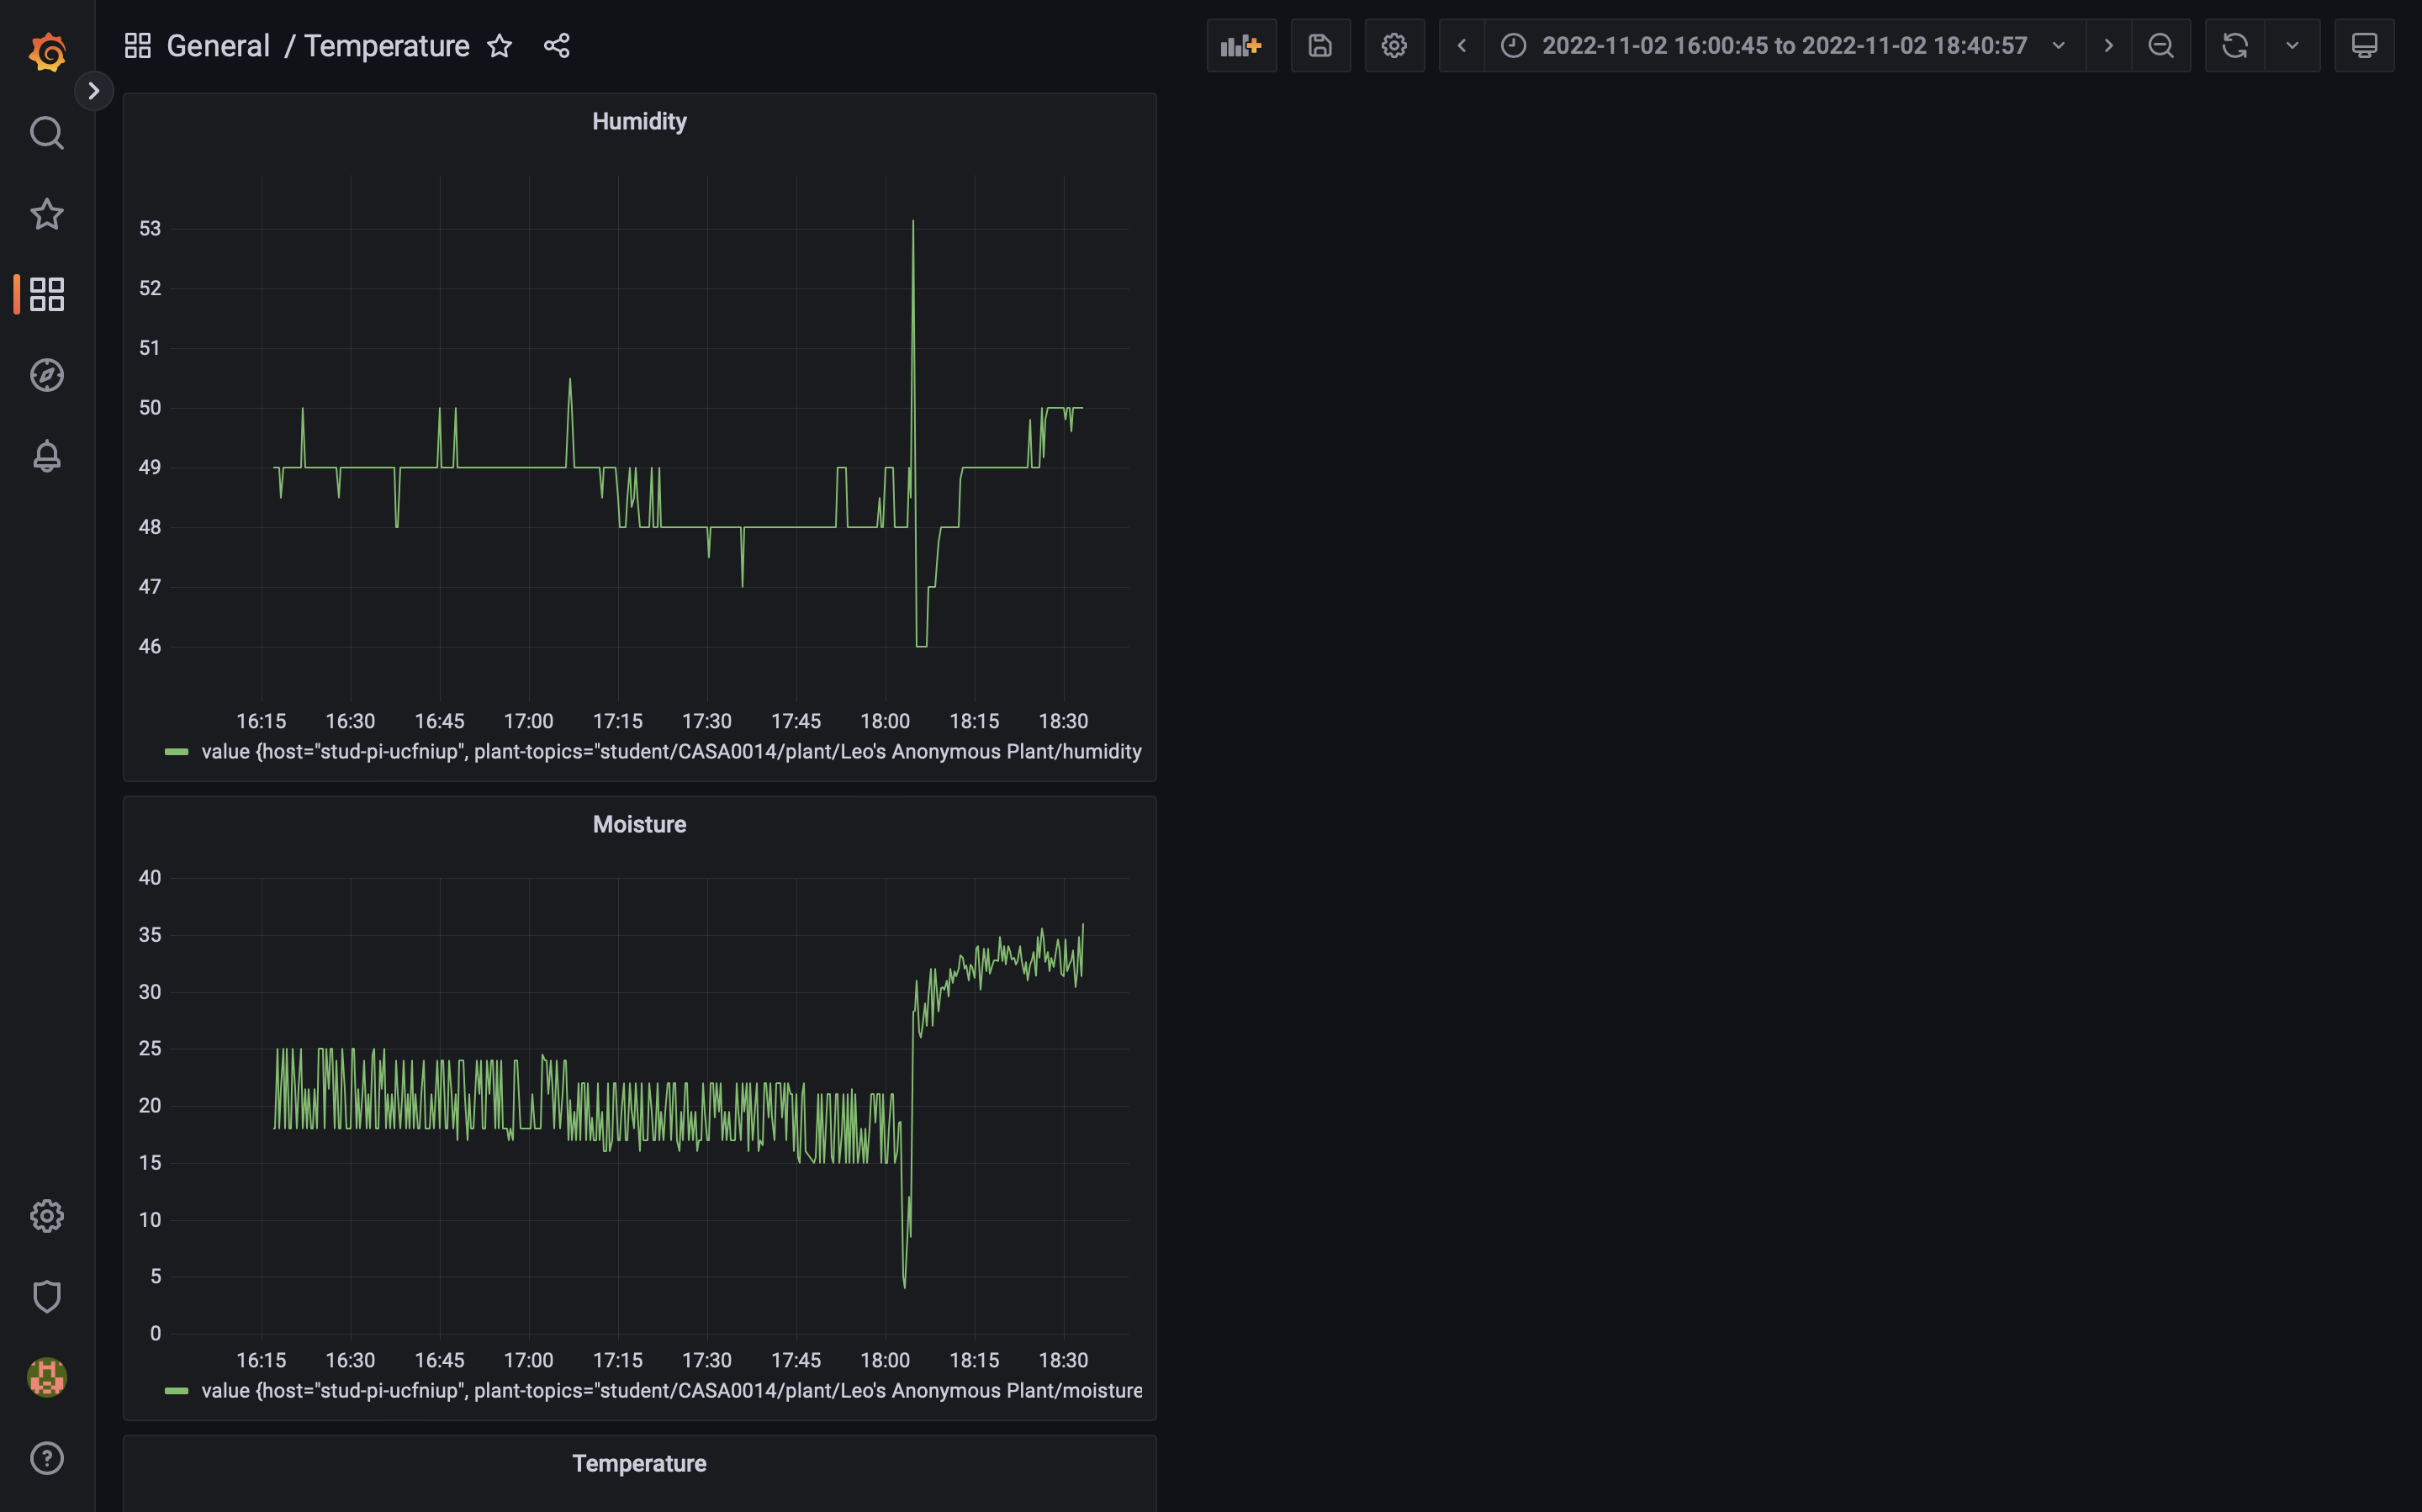 General / Temperature
2022-11-02 16:00:45 to 2022-11-02 18:40:57
Humidity
53
52
51
50
49
48
47
46
16:15 16:30 16:45 17:00 17:15 17:30 17:45 18:00 18:15 18:30
value {host="stud-pi-ucfniup", plant-topics="student/CASA0014/plant/Leo's Anonymous Plant/humidity
Moisture
40
35
30
25
20
15
10
5
0
16:15 16:30 16:45 17:00 17:15 17:30 17:45 18:00 18:15 18:30
value {host="stud-pi-ucfniup", plant-topics="student/CASA0014/plant/Leo's Anonymous Plant/moisture
Temperature